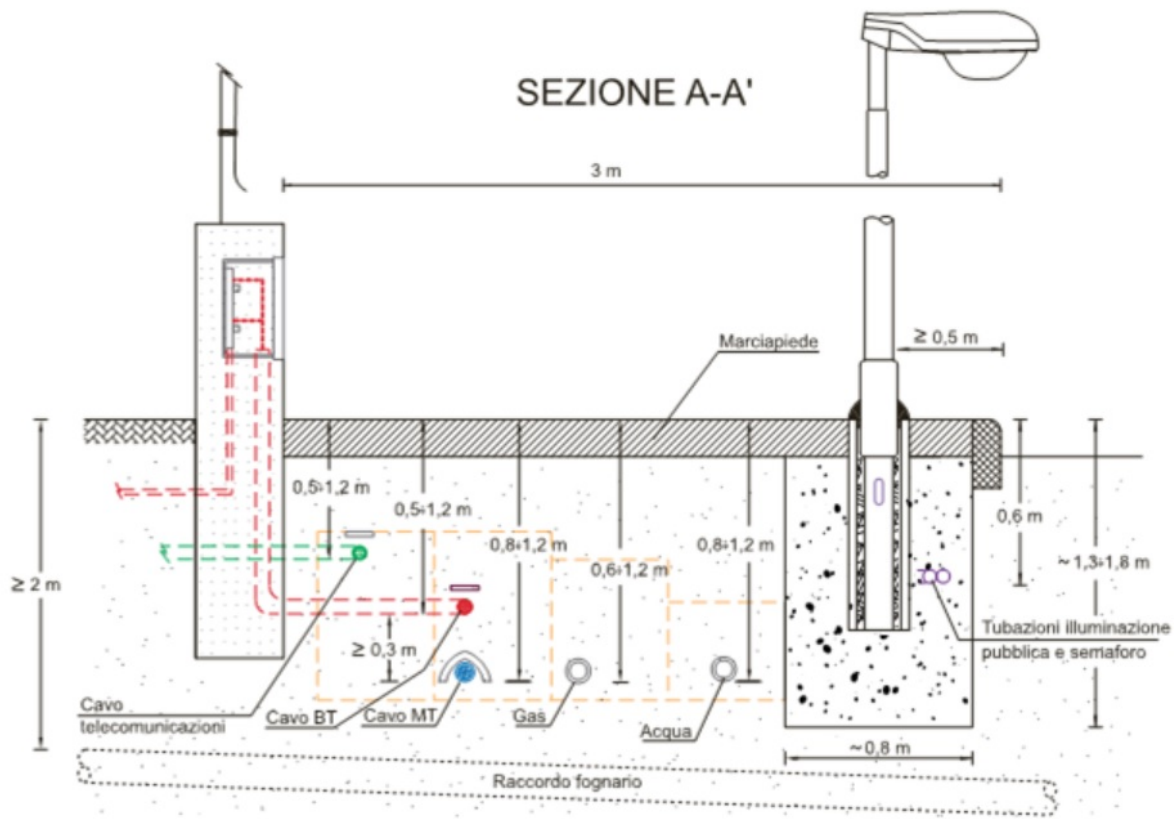 SEZIONE A-A'
3 m
Marciapiede
≥ 0,5 m
0,5÷1,2 m
0,5÷1,2 m
0,8÷1,2 m
0,6÷1,2 m
0,8÷1,2 m
0,6 m
~1,3÷1,8 m
≥ 2 m
≥ 0,3 m
Tubazioni illuminazione
pubblica e semaforo
Cavo
telecomunicazioni
Cavo BT
Cavo MT
Gas
Acqua
~0,8 m
Raccordo fognario